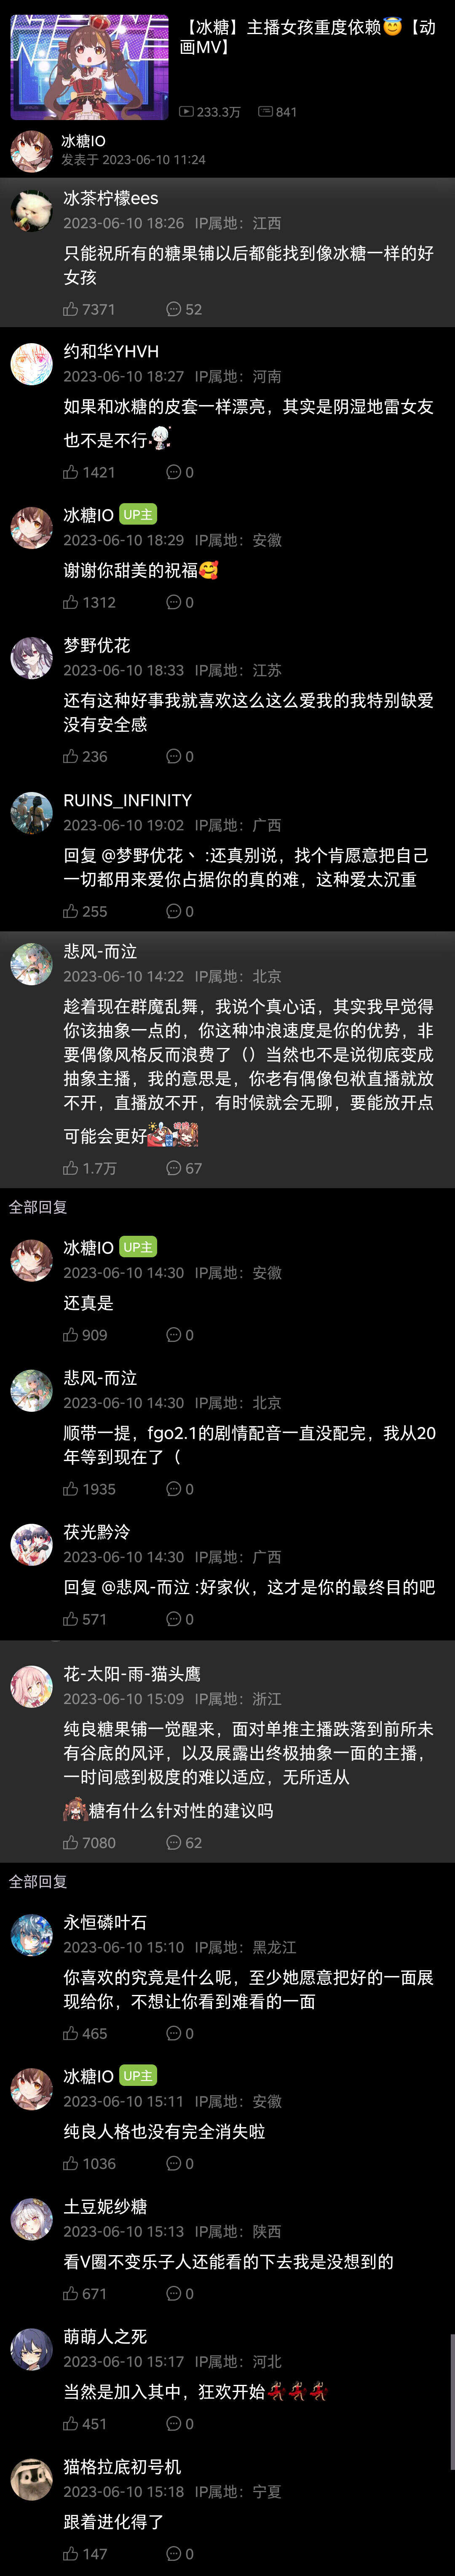 【冰糖】主播女孩重度依赖😇【动
画MV】
233.3万 841
冰糖IO
发表于 2023-06-10 11:24
冰茶柠檬ees
2023-06-10 18:26 IP属地：江西
只能祝所有的糖果铺以后都能找到像冰糖一样的好
女孩
7371 52
约和华YHVH
2023-06-10 18:27 IP属地：河南
如果和冰糖的皮套一样漂亮，其实是阴湿地雷女友
也不是不行
1421 0
冰糖IO UP主
2023-06-10 18:29 IP属地：安徽
谢谢你甜美的祝福🥰
1312 0
梦野优花
2023-06-10 18:33 IP属地：江苏
还有这种好事我就喜欢这么这么爱我的我特别缺爱
没有安全感
236 0
RUINS_INFINITY
2023-06-10 19:02 IP属地：广西
回复 @梦野优花丶 :还真别说，找个肯愿意把自己
一切都用来爱你占据你的真的难，这种爱太沉重
255 0
悲风-而泣
2023-06-10 14:22 IP属地：北京
趁着现在群魔乱舞，我说个真心话，其实我早觉得
你该抽象一点的，你这种冲浪速度是你的优势，非
要偶像风格反而浪费了（）当然也不是说彻底变成
抽象主播，我的意思是，你老有偶像包袱直播就放
不开，直播放不开，有时候就会无聊，要能放开点
可能会更好
1.7万 67
全部回复
冰糖IO UP主
2023-06-10 14:30 IP属地：安徽
还真是
909 0
悲风-而泣
2023-06-10 14:30 IP属地：北京
顺带一提，fgo2.1的剧情配音一直没配完，我从20
年等到现在了（
1935 0
茯光黔泠
2023-06-10 14:30 IP属地：广西
回复 @悲风-而泣 :好家伙，这才是你的最终目的吧
571 0
花-太阳-雨-猫头鹰
2023-06-10 15:09 IP属地：浙江
纯良糖果铺一觉醒来，面对单推主播跌落到前所未
有谷底的风评，以及展露出终极抽象一面的主播，
一时间感到极度的难以适应，无所适从
糖有什么针对性的建议吗
7080 62
全部回复
永恒磷叶石
2023-06-10 15:10 IP属地：黑龙江
你喜欢的究竟是什么呢，至少她愿意把好的一面展
现给你，不想让你看到难看的一面
465 0
冰糖IO UP主
2023-06-10 15:11 IP属地：安徽
纯良人格也没有完全消失啦
1036 0
土豆妮纱糖
2023-06-10 15:13 IP属地：陕西
看V圈不变乐子人还能看的下去我是没想到的
671 0
萌萌人之死
2023-06-10 15:17 IP属地：河北
当然是加入其中，狂欢开始💃💃💃
451 0
猫格拉底初号机
2023-06-10 15:18 IP属地：宁夏
跟着进化得了
147 0